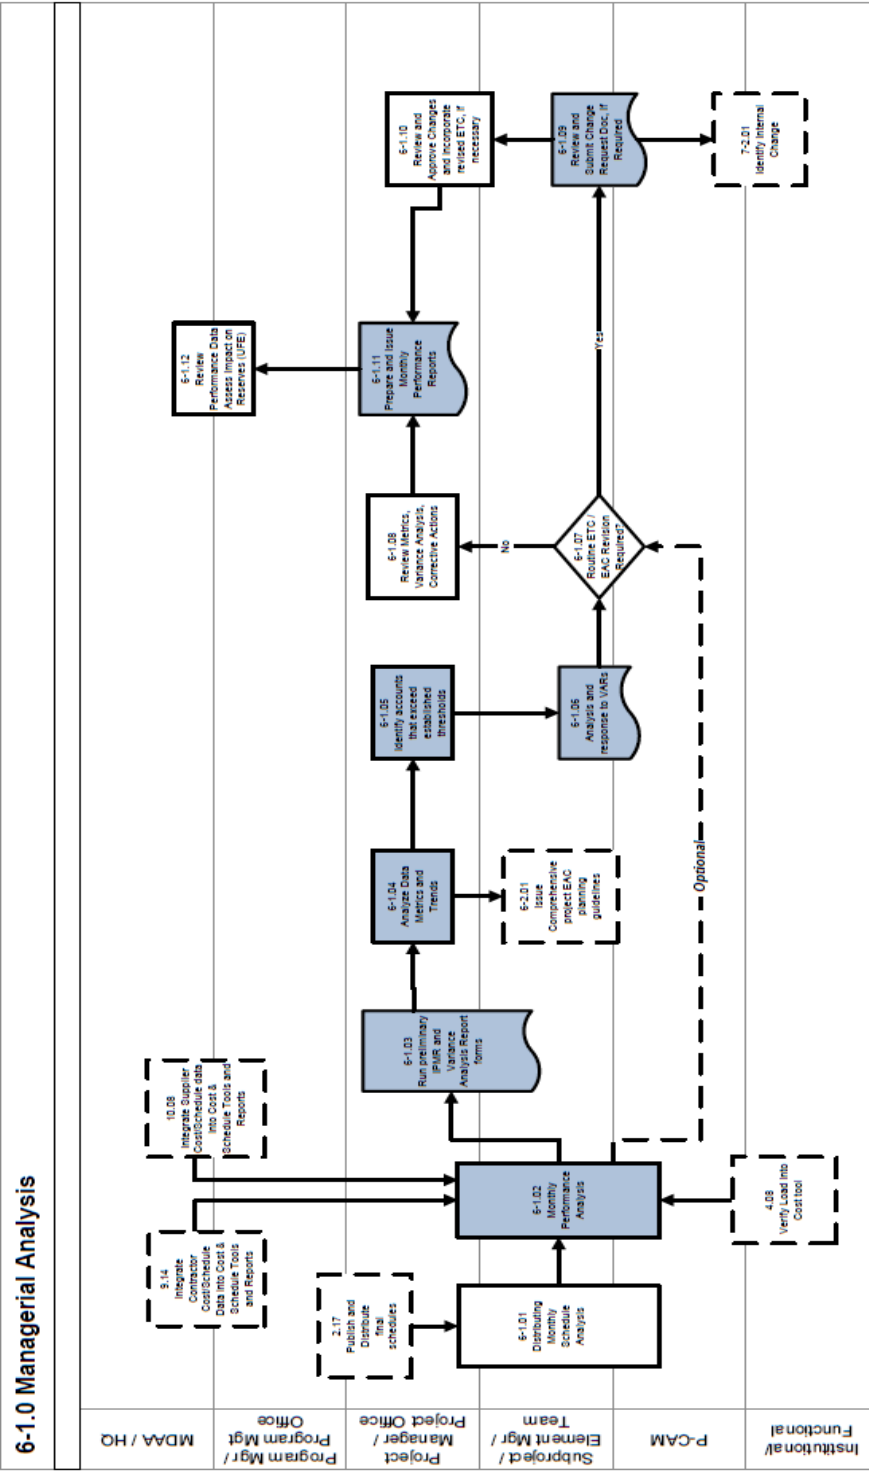 6-1.0 Managerial Analysis
MDAA / HQ
Program Mgr /
Program Mgt
Office
Project
Manager /
Project Office
Subproject /
Element Mgr /
Team
P-CAM
Institutional/
Functional
9.14
Integrate
Contractor
Cost/Schedule
Data into Cost &
Schedule Tools
and Reports
10.08
Integrate Supplier
Cost/Schedule data
into Cost &
Schedule Tools and
Reports
2.17
Publish and
Distribute
final
schedules
6-1.01
Distributing
Monthly
Schedule
Analysis
6-1.02
Monthly
Performance
Analysis
4.08
Verify Load into
Cost tool
6-1.03
Run preliminary
IPMR and
Variance
Analysis Report
forms
6-1.04
Analyze Data
Metrics and
Trends
6-2.01
Issue
Comprehensive
project EAC
planning
guidelines
Optional
6-1.05
Identify accounts
that exceed
established
thresholds
6-1.06
Analysis and
response to VARs
6-1.07
Routine ETC /
EAC Revision
Required?
No
Yes
6-1.08
Review Metrics,
Variance Analysis,
Corrective Actions
6-1.11
Prepare and Issue
Monthly
Performance
Reports
6-1.12
Review
Performance Data
Assess Impact on
Reserves (UFE)
6-1.10
Review and
Approve Changes
and incorporate
revised ETC, if
necessary
6-1.09
Review and
Submit Change
Request Doc, if
Required
7-2.01
Identify Internal
Change